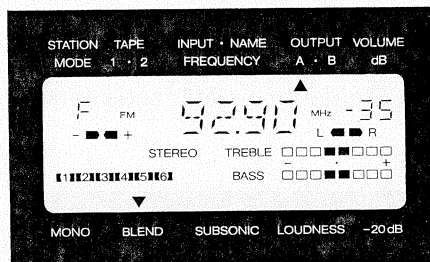 STATION TAPE INPUT • NAME OUTPUT VOLUME
MODE 1 • 2 FREQUENCY A • B dB
F FM 92.90 MHz -35
- + L R
STEREO TREBLE
- • +
[1][2][3][4][5][6] BASS
MONO BLEND SUBSONIC LOUDNESS -20dB